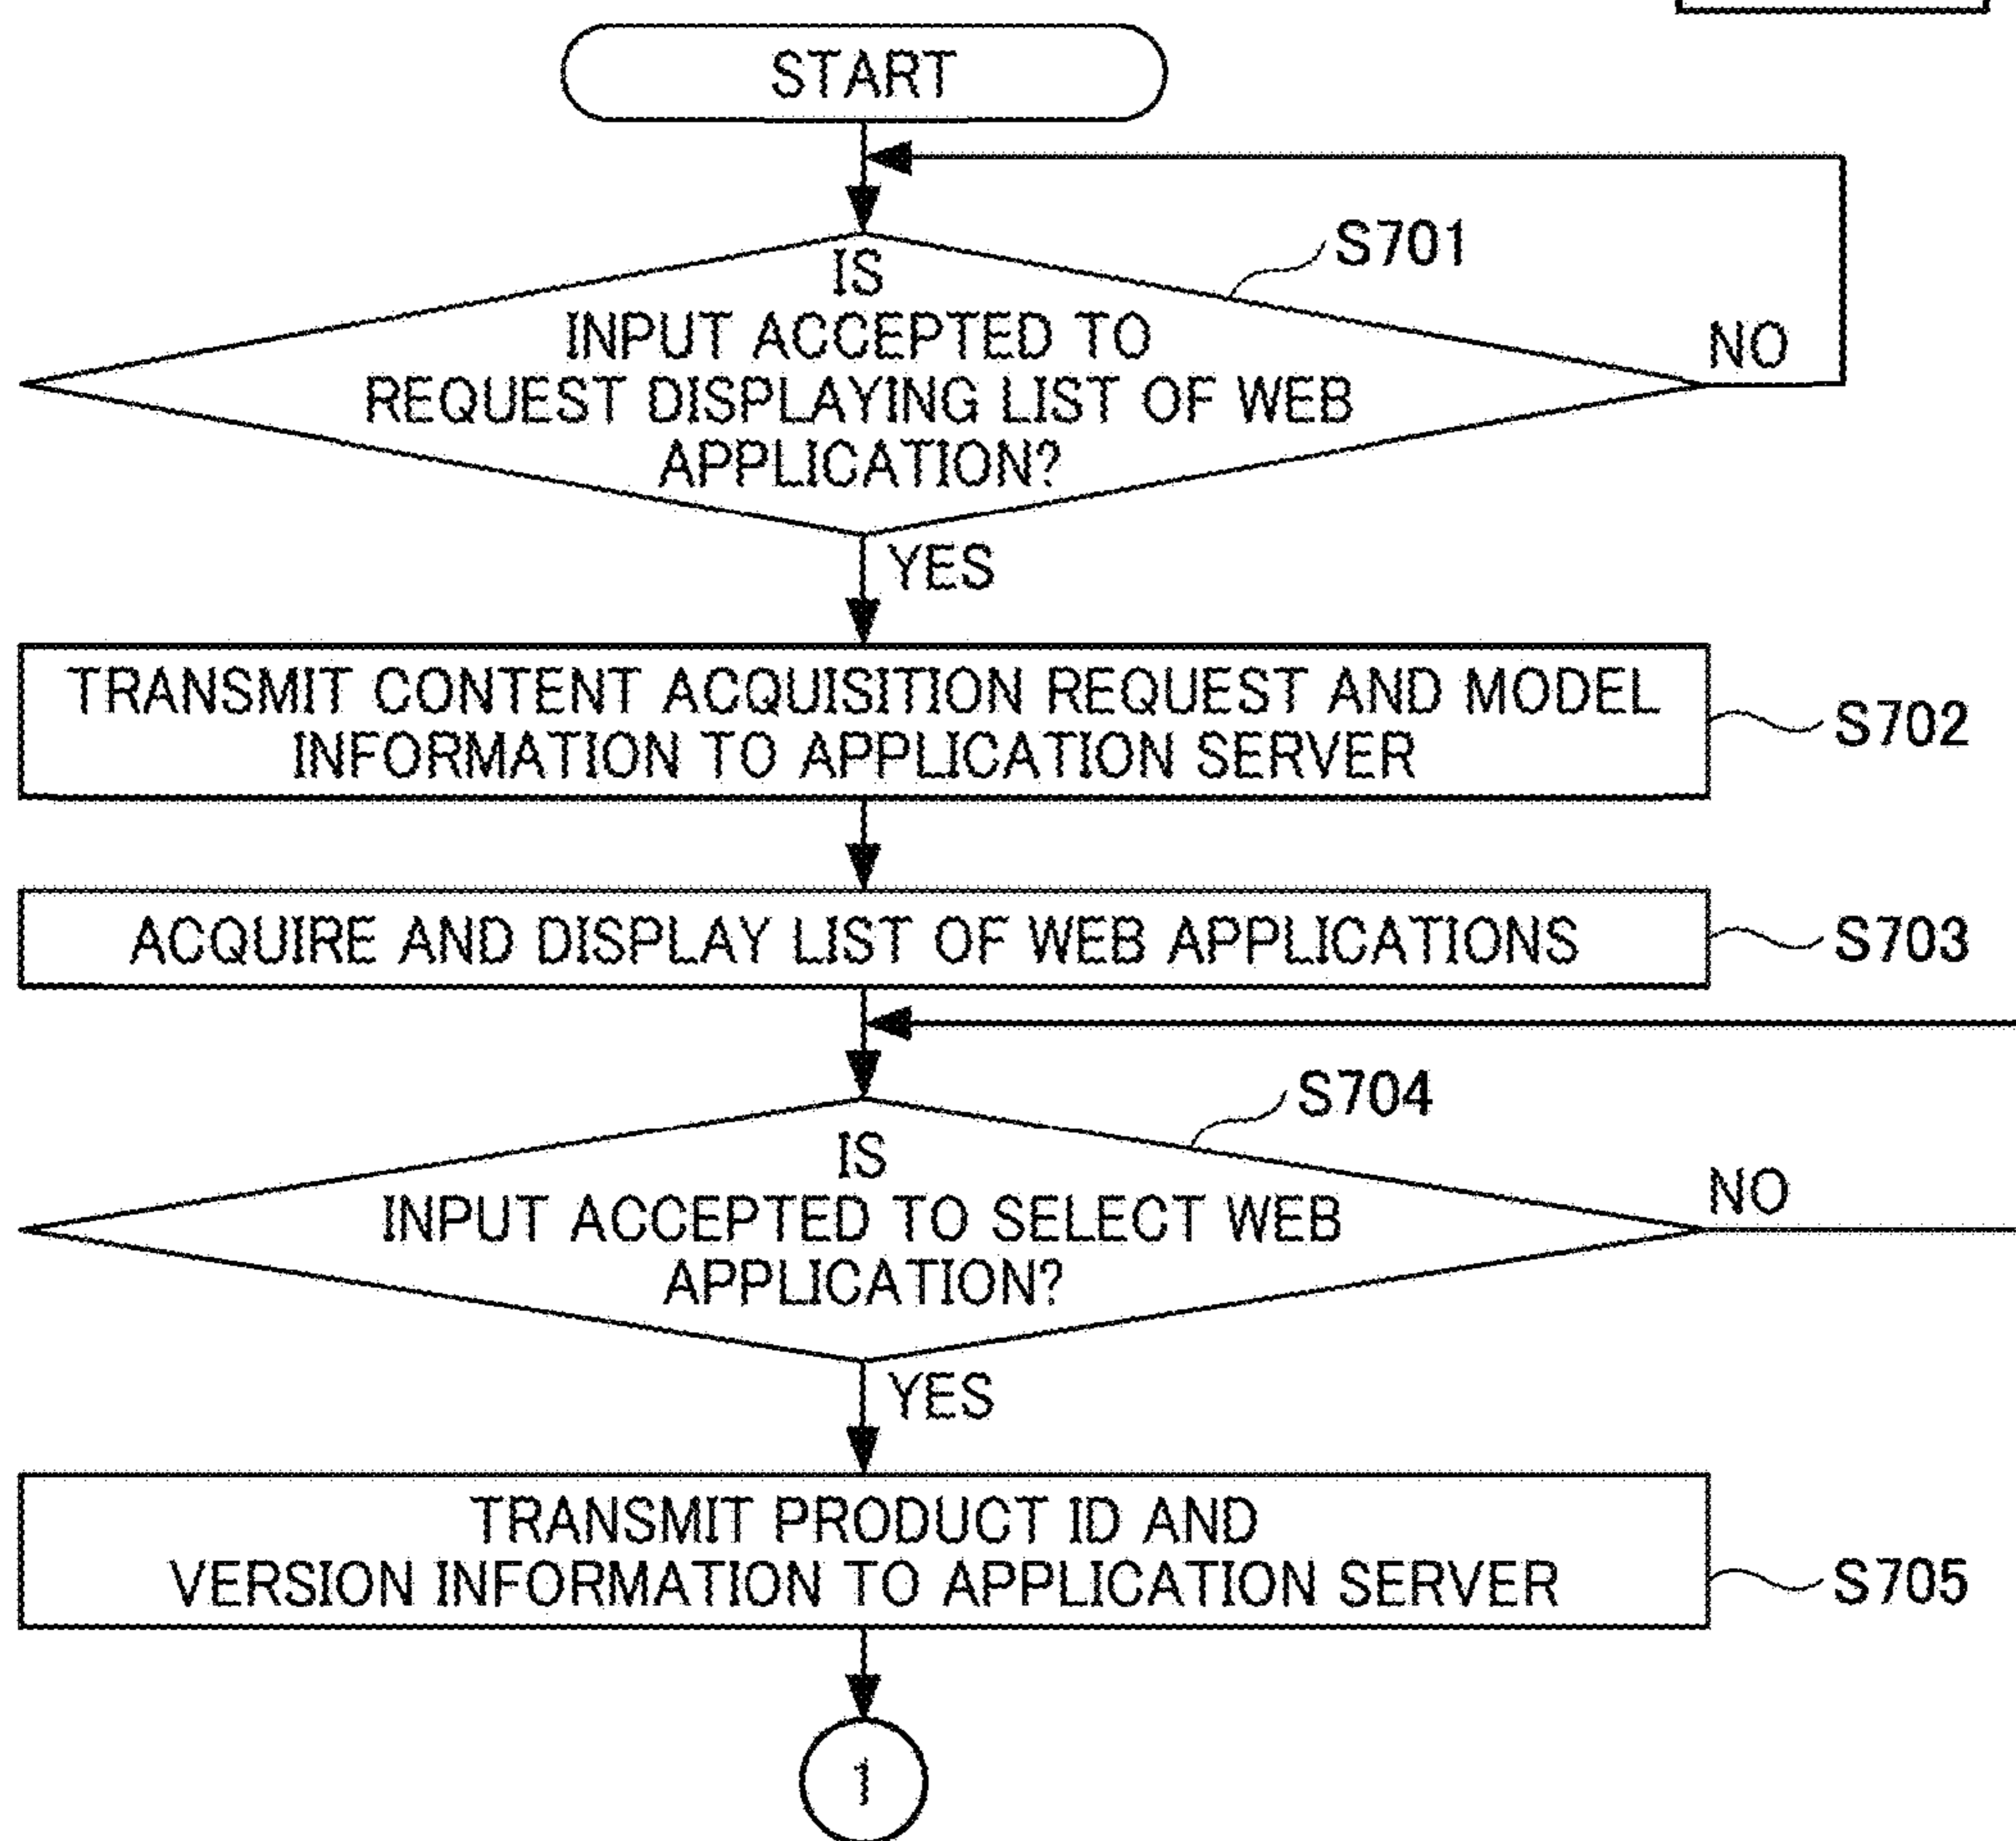 START
S701
IS
INPUT ACCEPTED TO
REQUEST DISPLAYING LIST OF WEB
APPLICATION?
NO
YES
TRANSMIT CONTENT ACQUISITION REQUEST AND MODEL
INFORMATION TO APPLICATION SERVER
S702
ACQUIRE AND DISPLAY LIST OF WEB APPLICATIONS
S703
S704
IS
INPUT ACCEPTED TO SELECT WEB
APPLICATION?
NO
YES
TRANSMIT PRODUCT ID AND
VERSION INFORMATION TO APPLICATION SERVER
S705
1